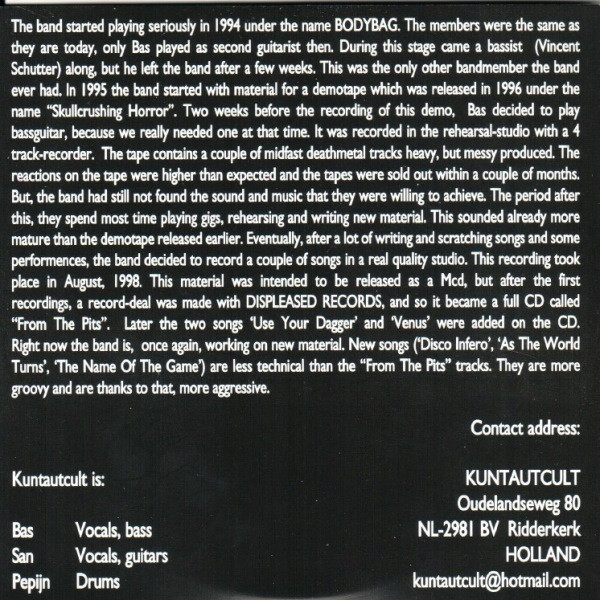 The band started playing seriously in 1994 under the name BODYBAG. The members were the same as
they are today, only Bas played as second guitarist then. During this stage came a bassist (Vincent
Schutter) along, but he left the band after a few weeks. This was the only other bandmember the band
ever had. In 1995 the band started with material for a demotape which was released in 1996 under the
name "Skullcrushing Horror". Two weeks before the recording of this demo, Bas decided to play
bassguitar, because we really needed one at that time. It was recorded in the rehearsal-studio with a 4
track-recorder. The tape contains a couple of midfast deathmetal tracks heavy, but messy produced. The
reactions on the tape were higher than expected and the tapes were sold out within a couple of months.
But, the band had still not found the sound and music that they were willing to achieve. The period after
this, they spend most time playing gigs, rehearsing and writing new material. This sounded already more
mature than the demotape released earlier. Eventually, after a lot of writing and scratching songs and some
performences, the band decided to record a couple of songs in a real quality studio. This recording took
place in August, 1998. This material was intended to be released as a Mcd, but after the first
recordings, a record-deal was made with DISPLEASED RECORDS, and so it became a full CD called
"From The Pits". Later the two songs 'Use Your Dagger' and 'Venus' were added on the CD.
Right now the band is, once again, working on new material. New songs ('Disco Infero', 'As The World
Turns', 'The Name Of The Game') are less technical than the "From The Pits" tracks. They are more
groovy and are thanks to that, more aggressive.
Contact address:
Kuntautcult is: KUNTAUTCULT
Oudelandseweg 80
Bas Vocals, bass NL-2981 BV Ridderkerk
San Vocals, guitars HOLLAND
Pepijn Drums kuntautcult@hotmail.com